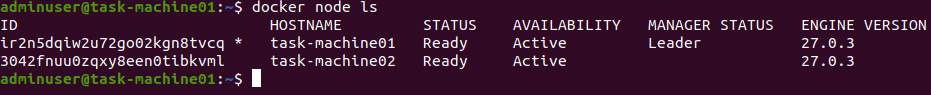 adminuser@task-machine01:~$ docker node ls
ID HOSTNAME STATUS AVAILABILITY MANAGER STATUS ENGINE VERSION
ir2n5dqiw2u72go02kgn8tvcq * task-machine01 Ready Active Leader 27.0.3
3042fnuu0zqxy8een0tibkvml task-machine02 Ready Active 27.0.3
adminuser@task-machine01:~$